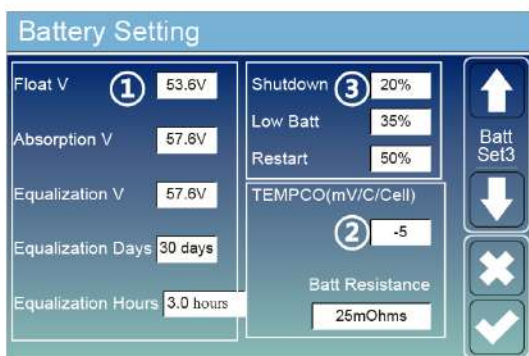 Battery Setting
Float V ① 53.6V
Absorption V 57.6V
Equalization V 57.6V
Equalization Days 30 days
Equalization Hours 3.0 hours
Shutdown ③ 20%
Low Batt 35%
Restart 50%
TEMPCO(mV/C/Cell)
② -5
Batt Resistance
25mOhms
Batt
Set3